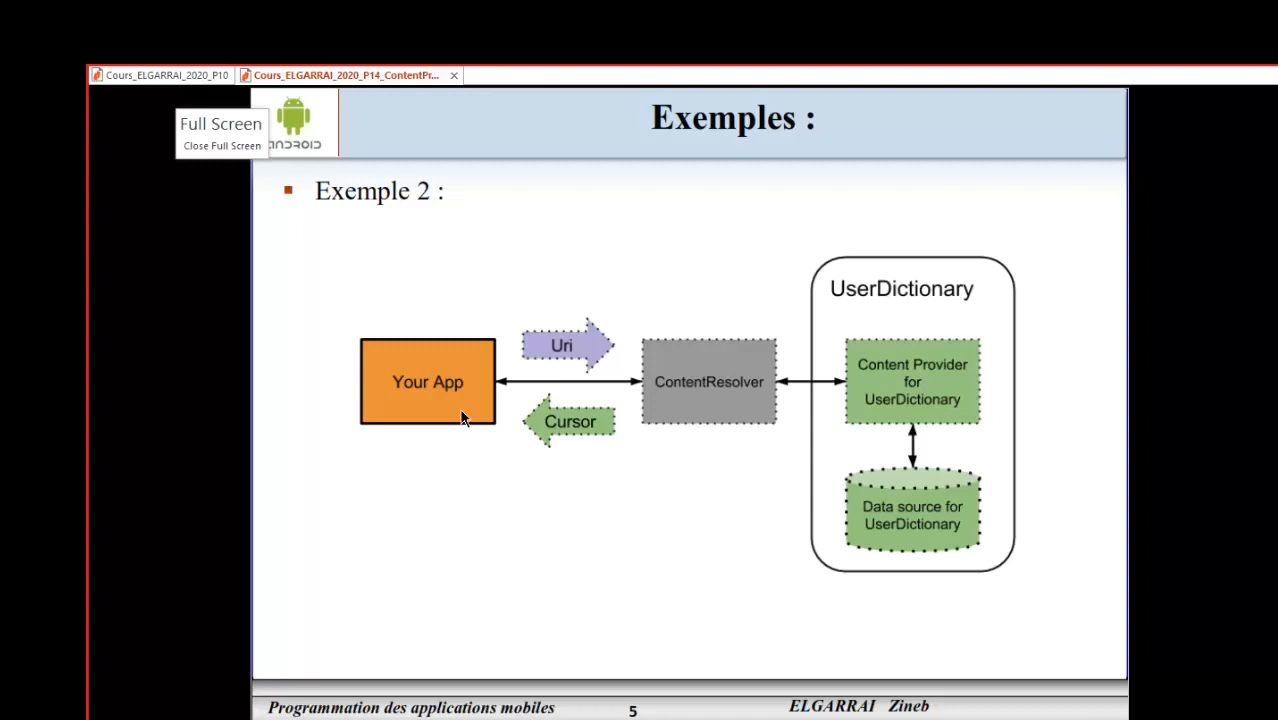 Cours_ELGARRAI_2020_P10
Cours_ELGARRAI_2020_P14_ContentPr...
Full Screen
Close Full Screen
ANDROID
Exemples :
Exemple 2 :
UserDictionary
Uri
Your App
ContentResolver
Content Provider
for
UserDictionary
Cursor
Data source for
UserDictionary
Programmation des applications mobiles
5
ELGARRAI Zineb